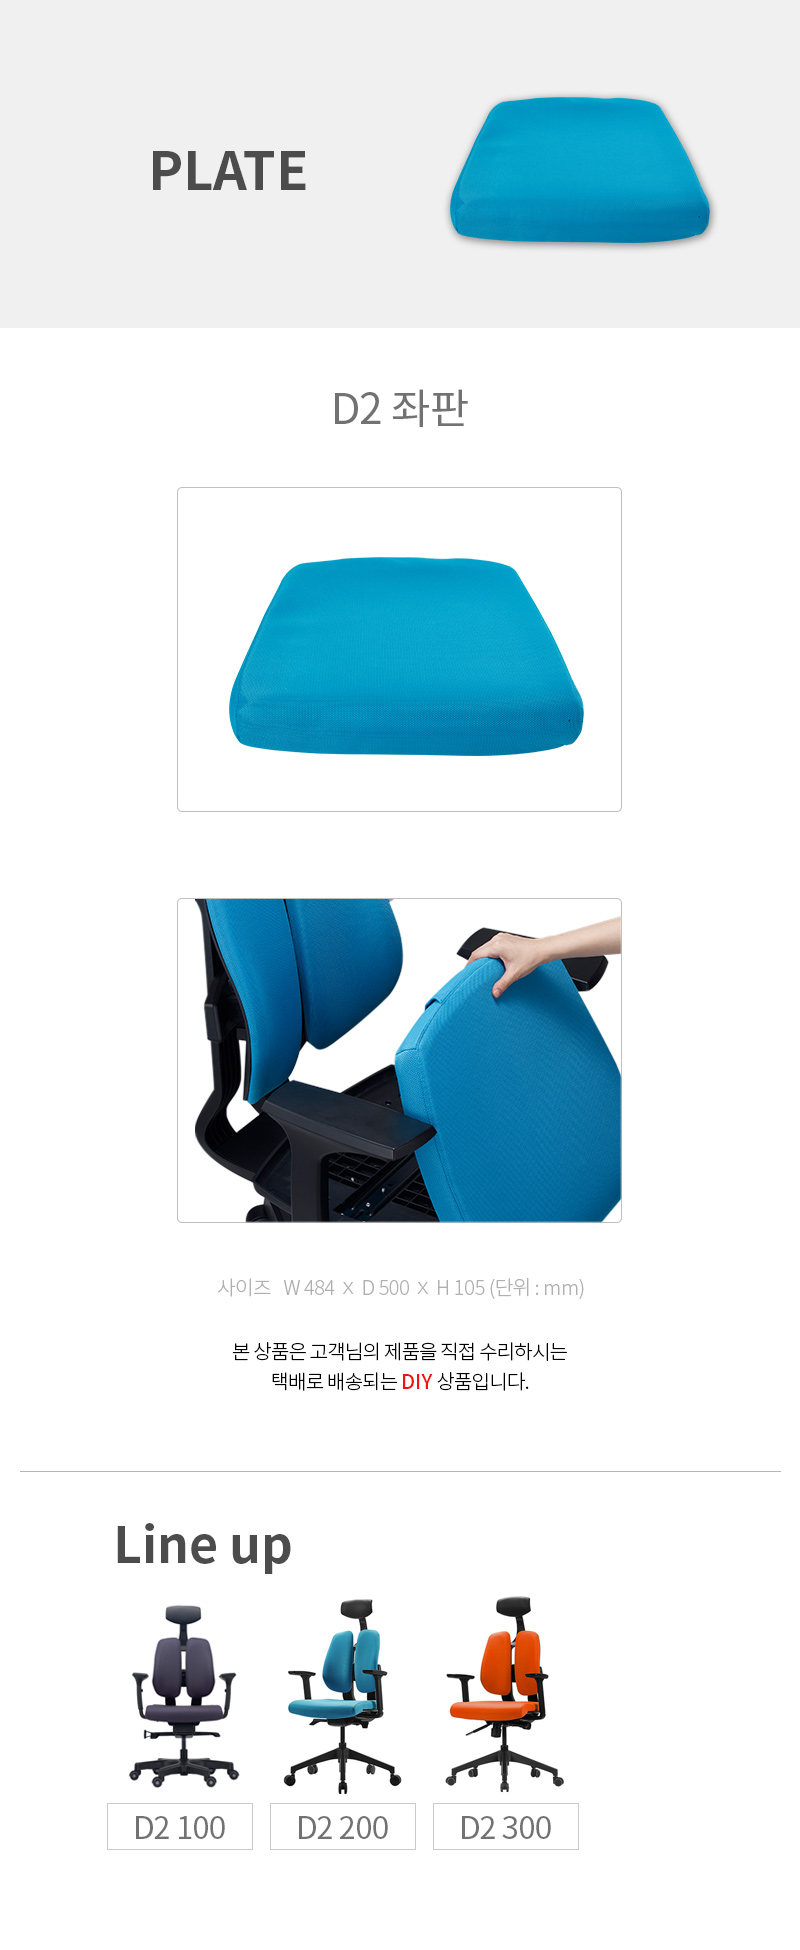 PLATE
D2 좌판
사이즈 W 484 × D 500 × H 105 (단위 : mm)
본 상품은 고객님의 제품을 직접 수리하시는
택배로 배송되는 DIY 상품입니다.
Line up
D2 100
D2 200
D2 300